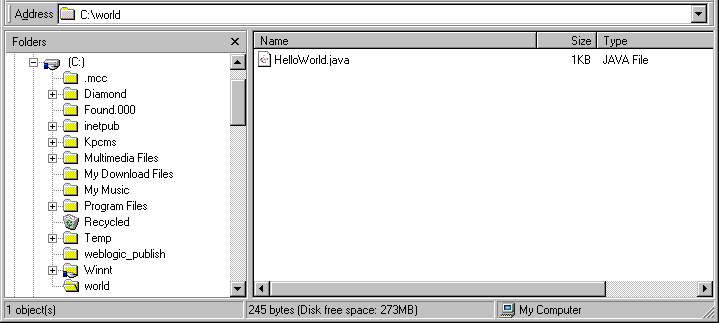 Address C:\world
Folders
Name Size Type
(C:)
.mcc
Diamond
Found.000
inetpub
Kpcms
Multimedia Files
My Download Files
My Music
Program Files
Recycled
Temp
weblogic_publish
Winnt
world
HelloWorld.java 1KB JAVA File
1 object(s) 245 bytes (Disk free space: 273MB) My Computer